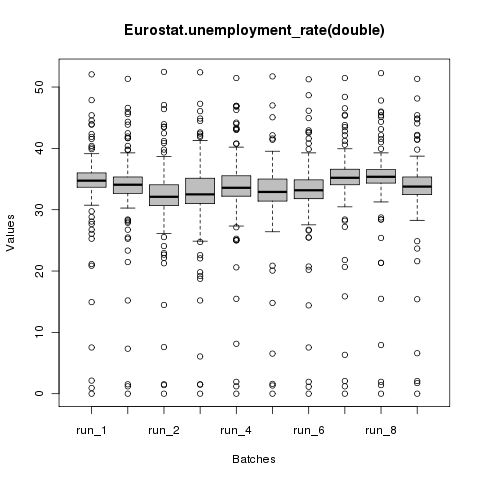 Eurostat.unemployment_rate(double)
50
40
30
20
10
0
Values
run_1
run_2
run_4
run_6
run_8
Batches